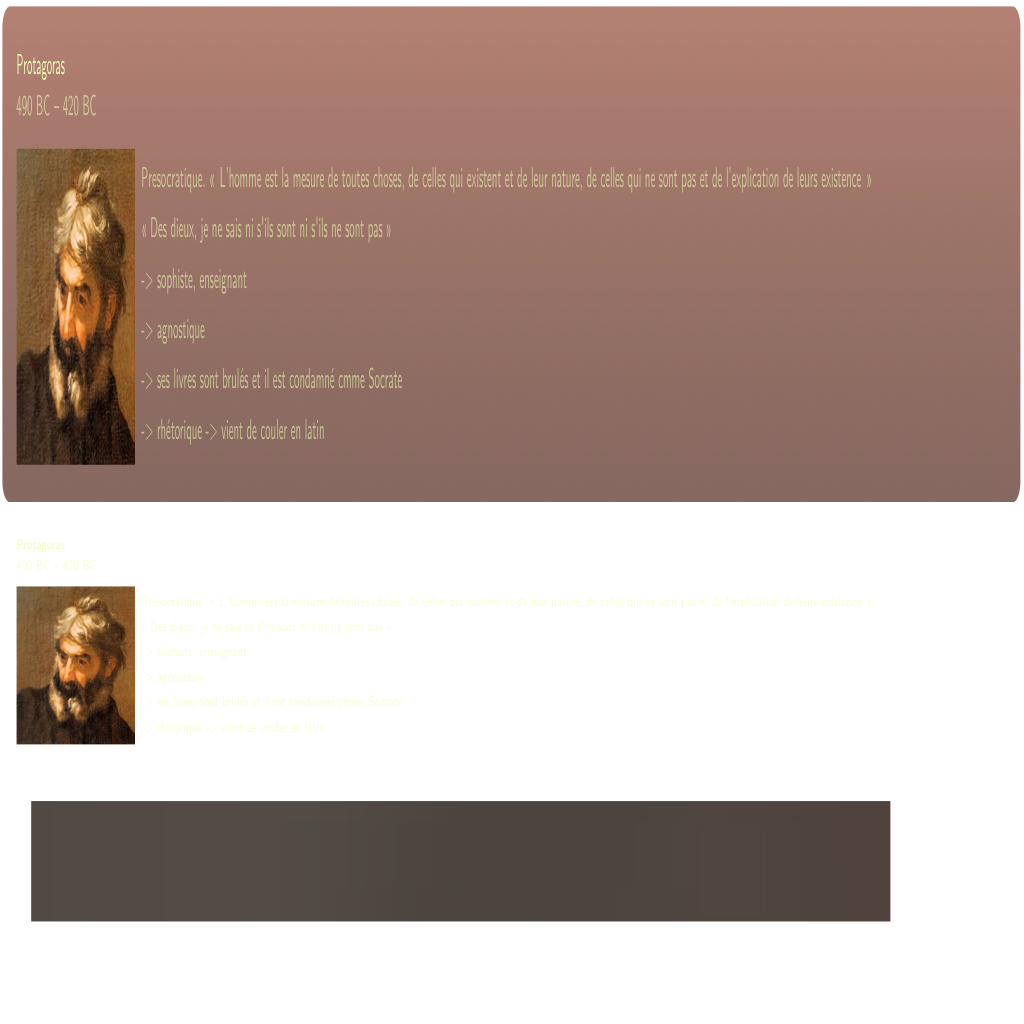 Protagoras
490 BC – 420 BC
Presocratique. « L'homme est la mesure de toutes choses, de celles qui existent et de leur nature, de celles qui ne sont pas et de l'explication de leurs existence »
« Des dieux, je ne sais ni s'ils sont ni s'ils ne sont pas »
-> sophiste, enseignant
-> agnostique
-> ses livres sont brulés et il est condamné cmme Socrate
-> rhétorique -> vient de couler en latin
Protagoras
490 BC – 420 BC
Presocratique. « L'homme est la mesure de toutes choses, de celles qui existent et de leur nature, de celles qui ne sont pas et de l'explication de leurs existence »
« Des dieux, je ne sais ni s'ils sont ni s'ils ne sont pas »
-> sophiste, enseignant
-> agnostique
-> ses livres sont brulés et il est condamné cmme Socrate
-> rhétorique -> vient de couler en latin